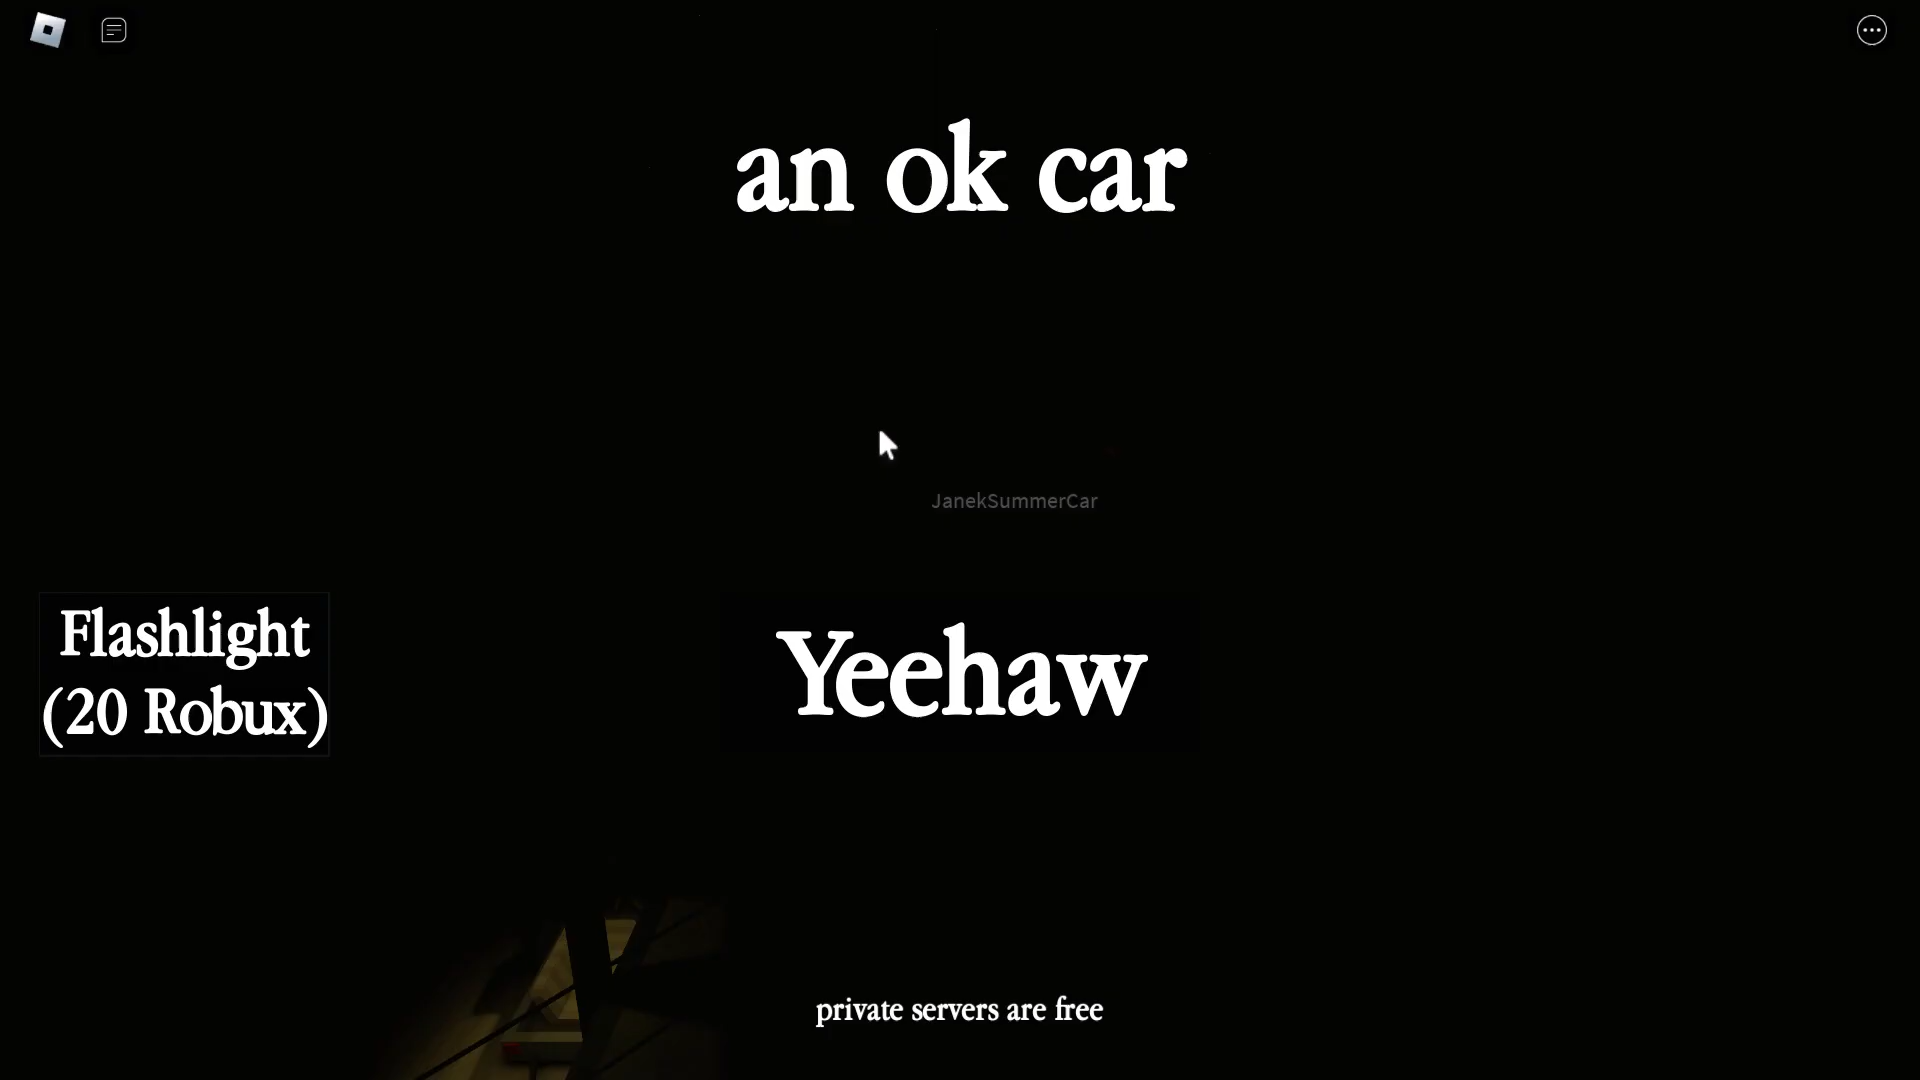 an ok car
JanekSummerCar
Flashlight
(20 Robux)
Yeehaw
private servers are free